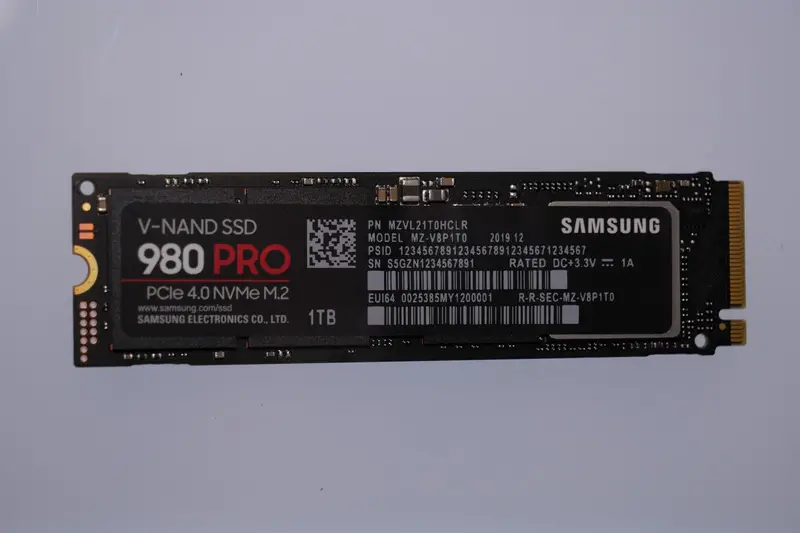 V-NAND SSD
980 PRO
PCIe 4.0 NVMe M.2
www.samsung.com/ssd
SAMSUNG ELECTRONICS CO., LTD.
1TB
SAMSUNG
PN MZVL21T0HCLR
MODEL MZ-V8P1T0 2019.12
PSID 12345678912345678912345671234567
SN S5GZN1234567891 RATED DC+3.3V ⎓ 1A
EUI64 0025385MY1200001 R-R-SEC-MZ-V8P1T0